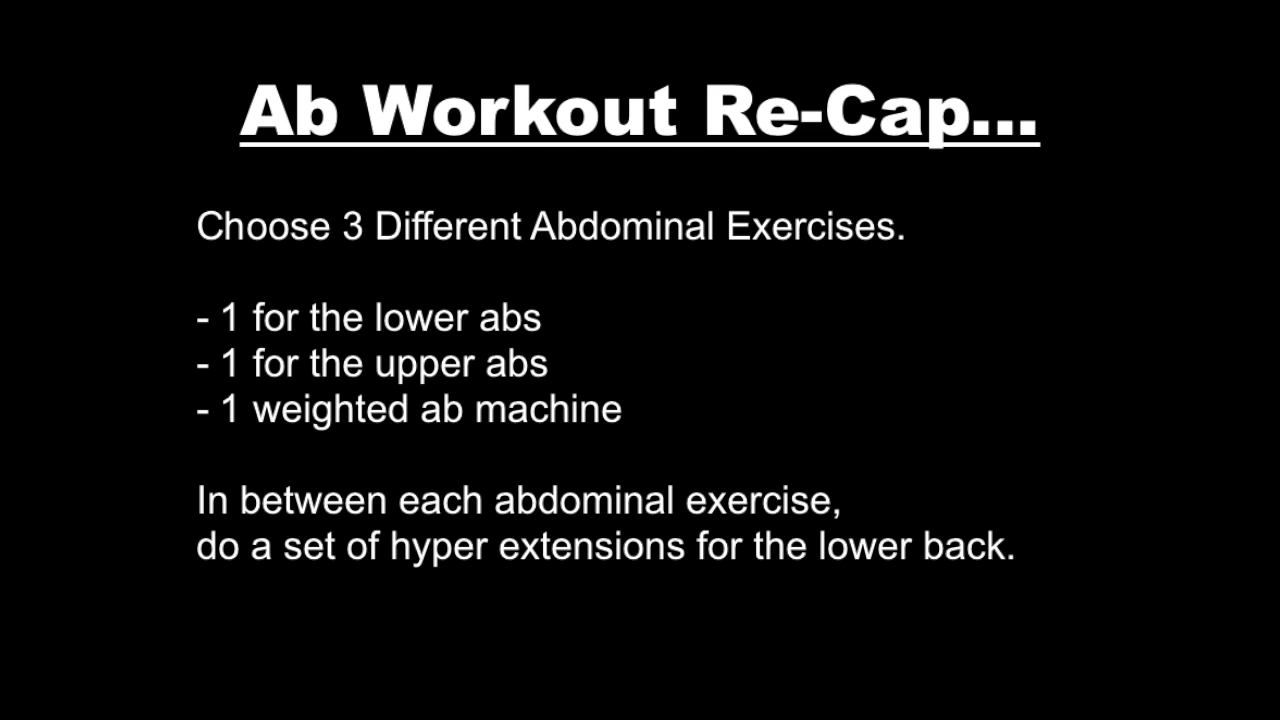 Ab Workout Re-Cap...
Choose 3 Different Abdominal Exercises.
- 1 for the lower abs
- 1 for the upper abs
- 1 weighted ab machine
In between each abdominal exercise,
do a set of hyper extensions for the lower back.